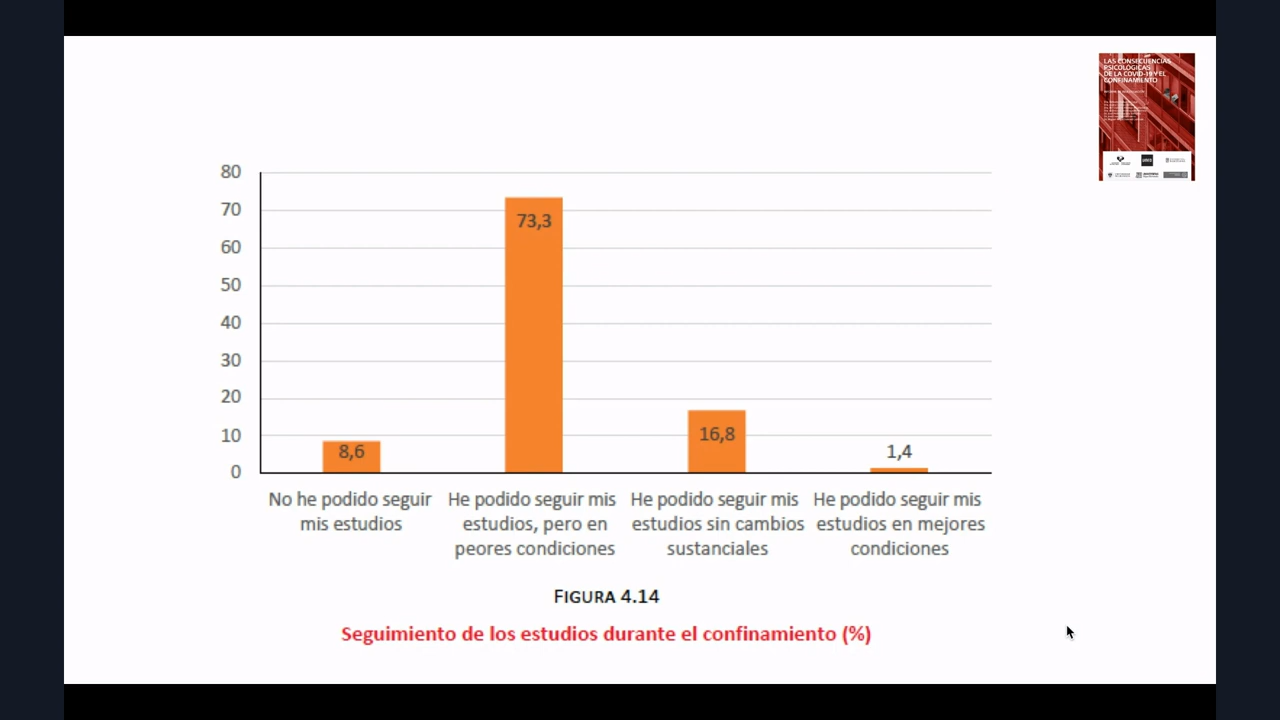 LAS CONSECUENCIAS
PSICOLÓGICAS
DE LA COVID-19 Y EL
CONFINAMIENTO
80
70
60
50
40
30
20
10
0
73,3
16,8
8,6
1,4
No he podido seguir
mis estudios
He podido seguir mis
estudios, pero en
peores condiciones
He podido seguir mis
estudios sin cambios
sustanciales
He podido seguir mis
estudios en mejores
condiciones
FIGURA 4.14
Seguimiento de los estudios durante el confinamiento (%)